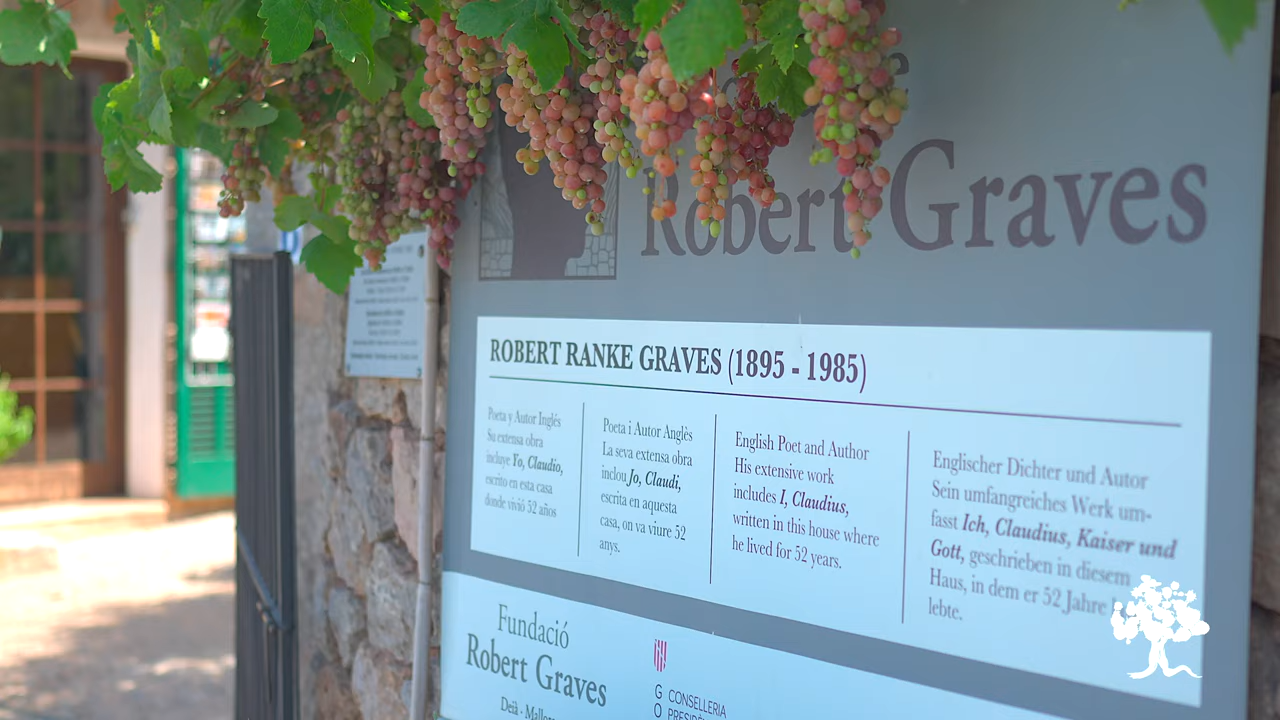 Robert Graves
ROBERT RANKE GRAVES (1895 - 1985)
Poeta y Autor Inglés
Su extensa obra
incluye Yo, Claudio,
escrito en esta casa
donde vivió 52 años
Poeta i Autor Anglès
La seva extensa obra
inclou Jo, Claudi,
escrita en aquesta
casa, on va viure 52
anys.
English Poet and Author
His extensive work
includes I, Claudius,
written in this house where
he lived for 52 years.
Englischer Dichter und Autor
Sein umfangreiches Werk um-
fasst Ich, Claudius, Kaiser und
Gott, geschrieben in diesem
Haus, in dem er 52 Jahre
lebte.
Fundació
Robert Graves
Deià
G CONSELLERIA
O